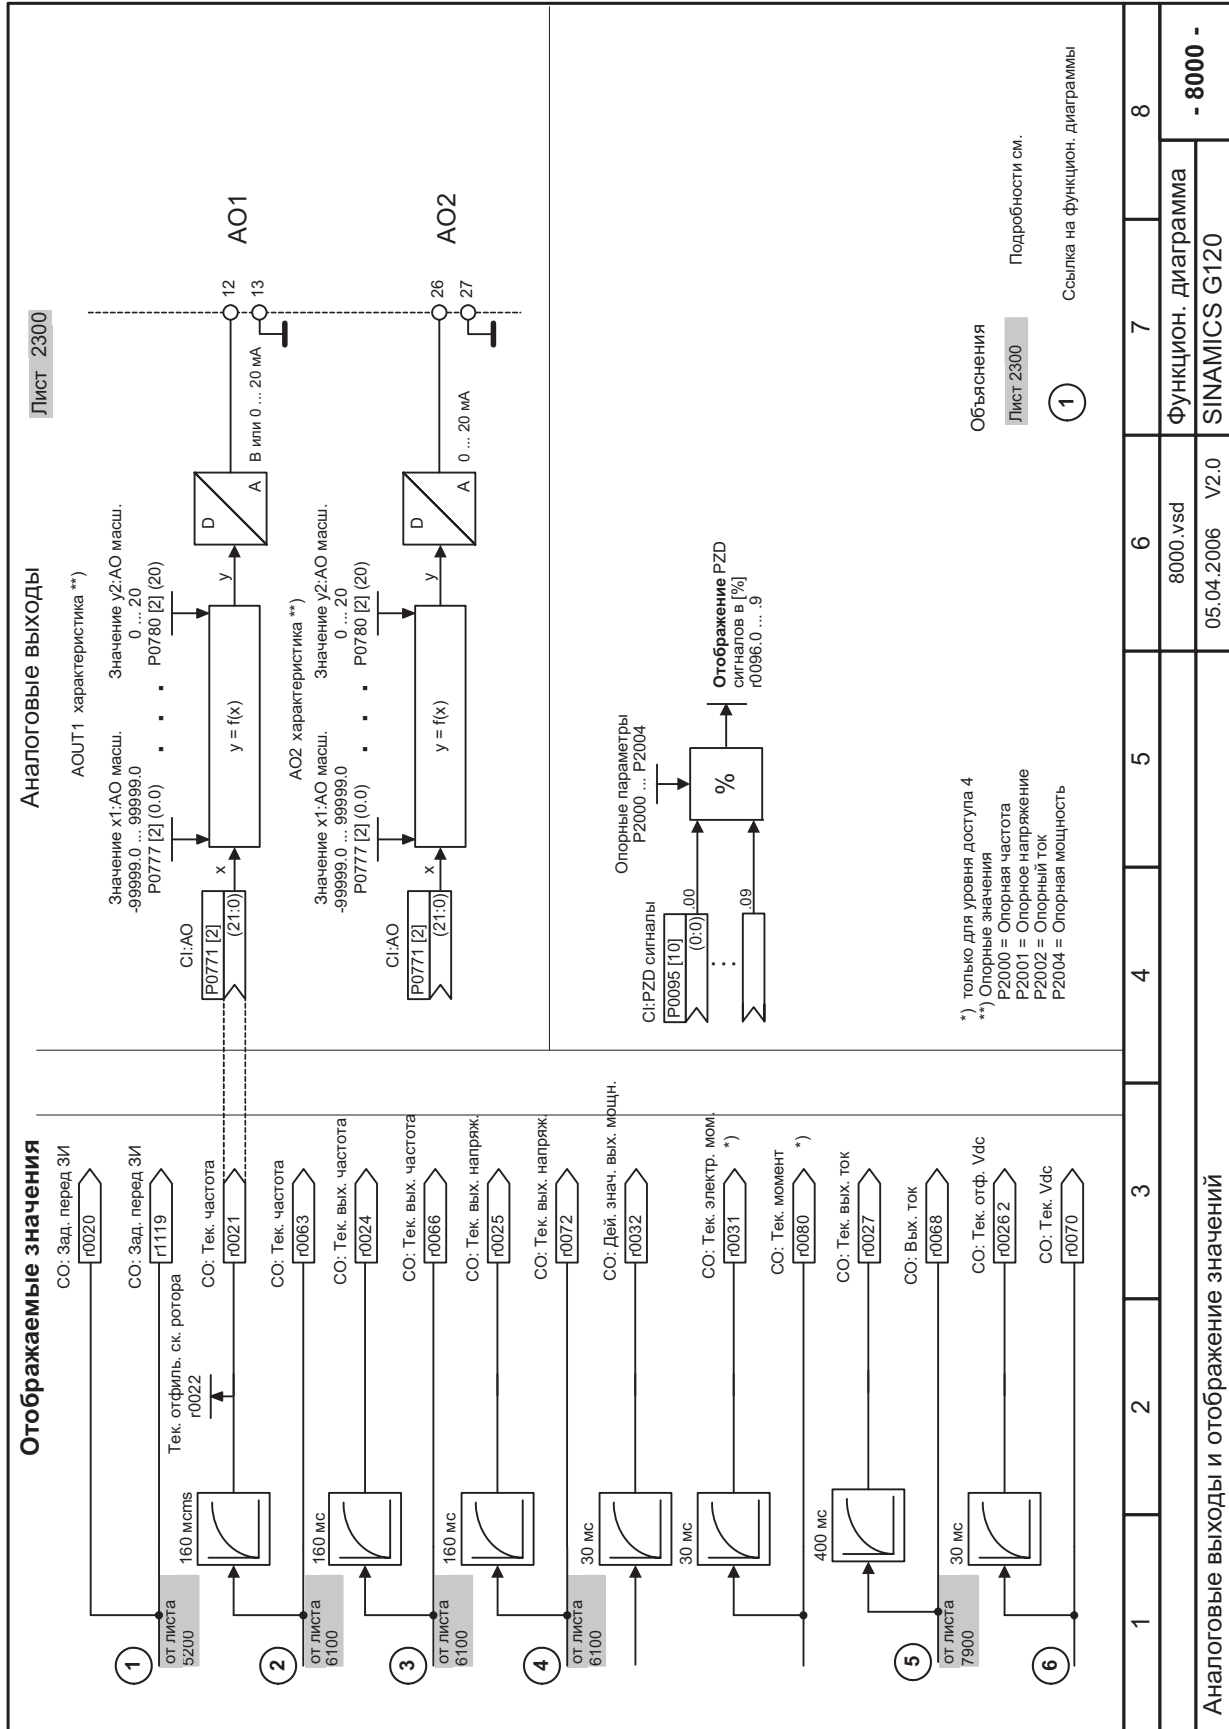 Отображаемые значения
CO: Зад. перед ЗИ
r0020
CO: Зад. перед ЗИ
r1119
Тек. отфиль. ск. ротора
r0022
CO: Тек. частота
r0021
160 мсms
CO: Тек. частота
r0063
160 мс
CO: Тек. вых. частота
r0024
CO: Тек. вых. частота
r0066
160 мс
CO: Тек. вых. напряж.
r0025
CO: Тек. вых. напряж.
r0072
30 мс
CO: Дей. знач. вых. мощн.
r0032
30 мс
CO: Тек. электр. мом.
r0031
*)
CO: Тек. момент
r0080
*)
400 мс
CO: Тек. вых. ток
r0027
CO: Вых. ток
r0068
30 мс
CO: Тек. отф. Vdc
r0026 2
CO: Тек. Vdc
r0070
1
от листа
5200
2
от листа
6100
3
от листа
6100
4
от листа
6100
5
от листа
7900
6
Аналоговые выходы
Лист 2300
AOUT1 характеристика **)
Значение x1:AO масш.
-99999.0 ... 99999.0
P0777 [2] (0.0)
. . .
Значение y2:AO масш.
0 ... 20
P0780 [2] (20)
CI:AO
P0771 [2]
(21:0)
x
y = f(x)
y
D
A
В или 0 ... 20 мА
12
13
AO1
AO2 характеристика **)
Значение x1:AO масш.
-99999.0 ... 99999.0
P0777 [2] (0.0)
. . .
Значение y2:AO масш.
0 ... 20
P0780 [2] (20)
CI:AO
P0771 [2]
(21:0)
x
y = f(x)
y
D
A
0 ... 20 мА
26
27
AO2
CI:PZD сигналы
P0095 [10]
(0:0)
.00
...
.09
Опорные параметры
P2000 ... P2004
%
Отображение PZD
сигналов в [%]
r0096.0 ... .9
*) только для уровня доступа 4
**) Опорные значения
P2000 = Опорная частота
P2001 = Опорное напряжение
P2002 = Опорный ток
P2004 = Опорная мощность
Объяснения
Лист 2300
Подробности см.
1
Ссылка на функцион. диаграммы
1 2 3 4 5 6 7 8
Аналоговые выходы и отображение значений
8000.vsd
05.04.2006 V2.0
Функцион. диаграмма
SINAMICS G120
- 8000 -